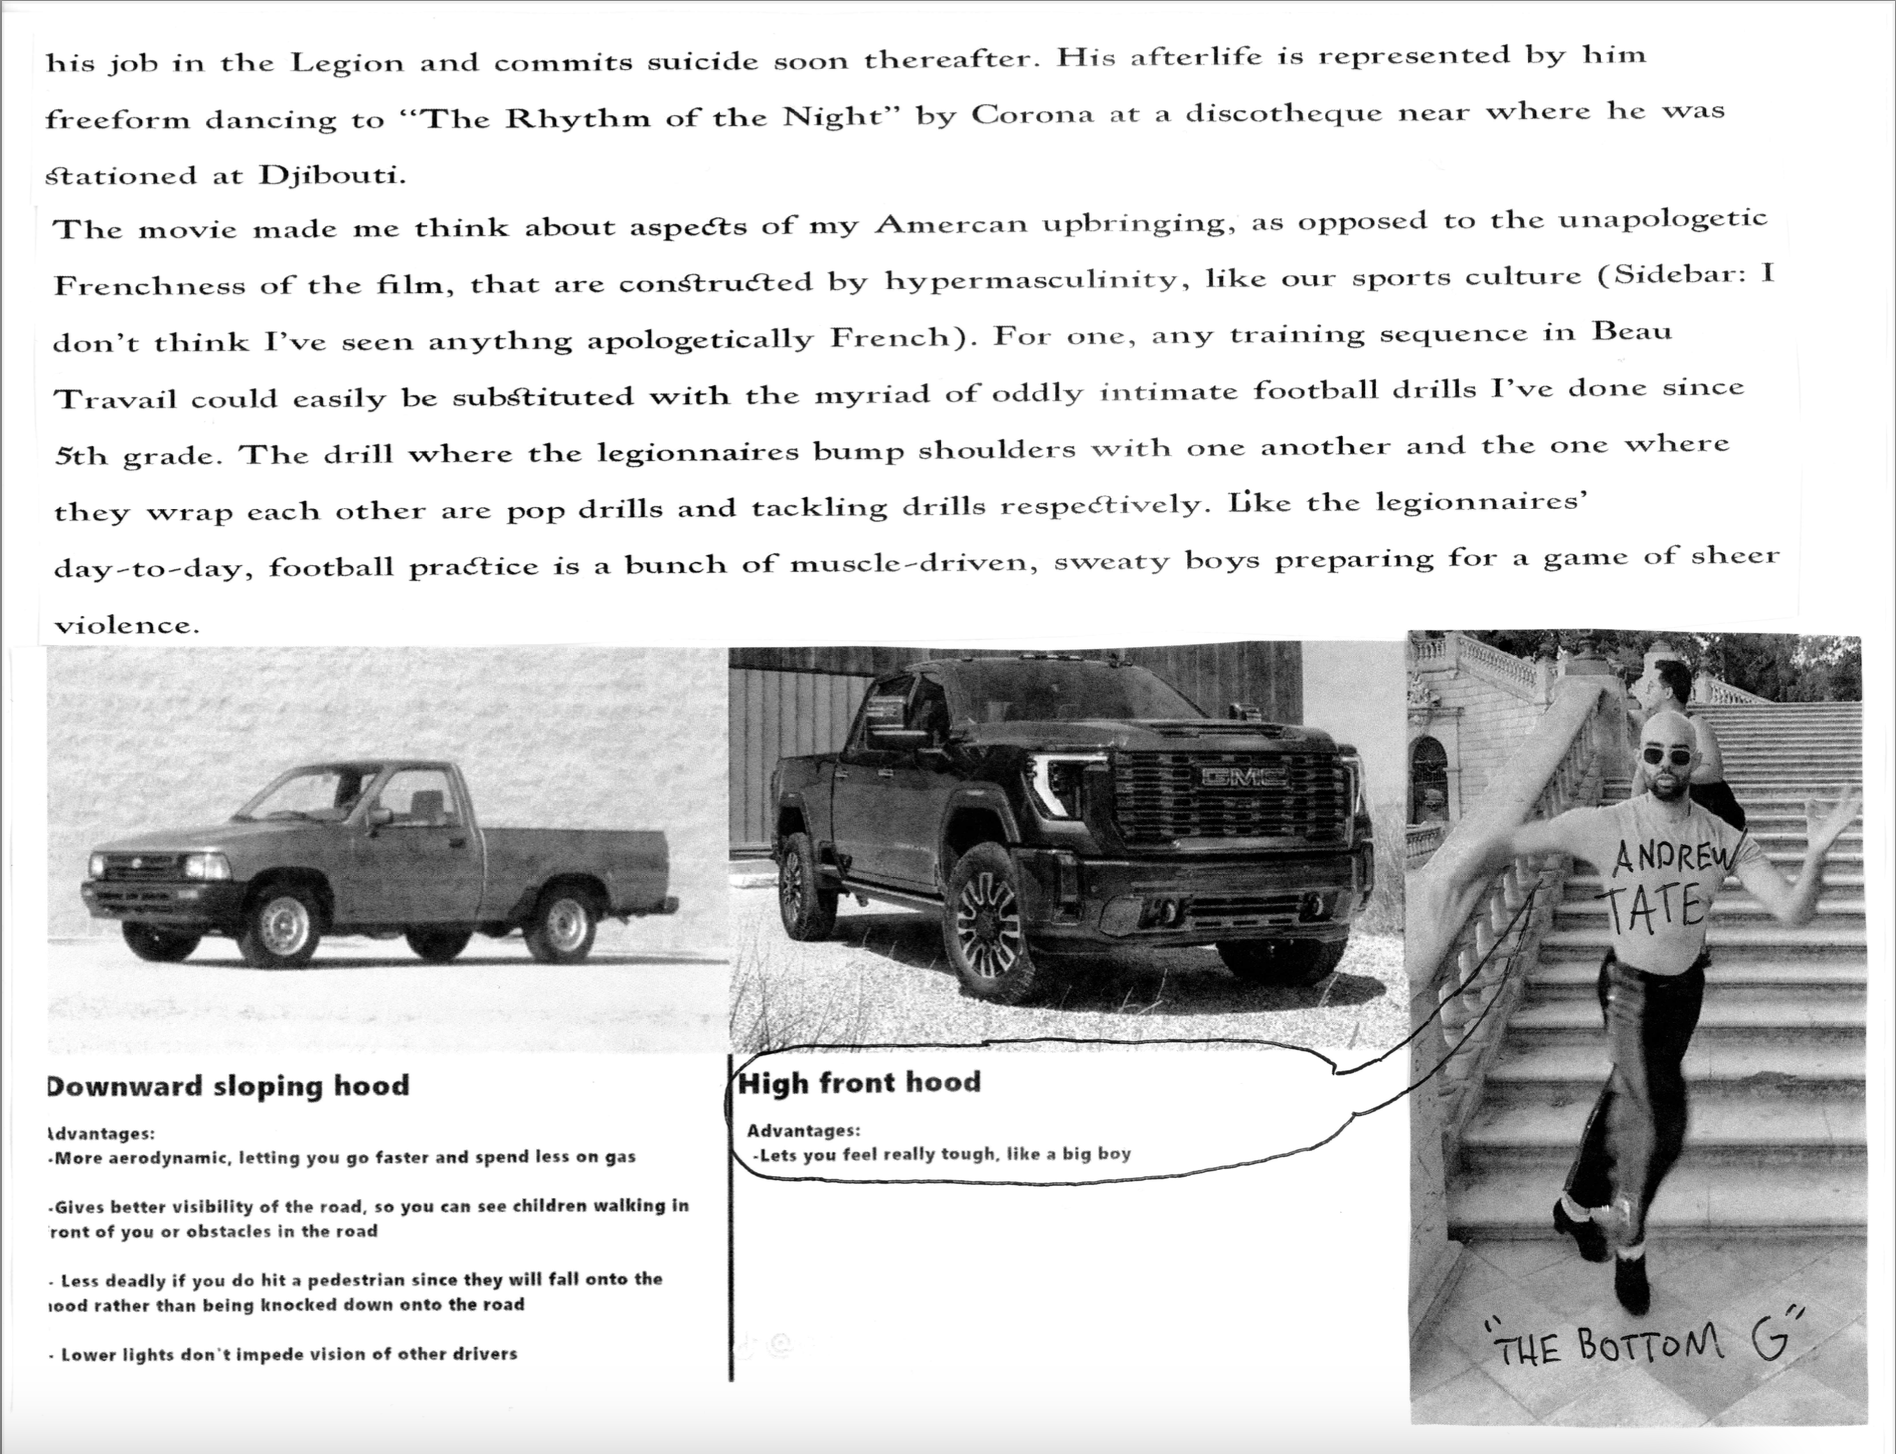 his job in the Legion and commits suicide soon thereafter. His afterlife is represented by him
freeform dancing to “The Rhythm of the Night” by Corona at a discotheque near where he was
stationed at Djibouti.
The movie made me think about aspects of my Amercan upbringing, as opposed to the unapologetic
Frenchness of the film, that are constructed by hypermasculinity, like our sports culture (Sidebar: I
don’t think I’ve seen anythng apologetically French). For one, any training sequence in Beau
Travail could easily be substituted with the myriad of oddly intimate football drills I’ve done since
5th grade. The drill where the legionnaires bump shoulders with one another and the one where
they wrap each other are pop drills and tackling drills respectively. Like the legionnaires’
day-to-day, football practice is a bunch of muscle-driven, sweaty boys preparing for a game of sheer
violence.
GMC
ANDREW
TATE
Downward sloping hood
Advantages:
-More aerodynamic, letting you go faster and spend less on gas
-Gives better visibility of the road, so you can see children walking in
ront of you or obstacles in the road
- Less deadly if you do hit a pedestrian since they will fall onto the
ood rather than being knocked down onto the road
- Lower lights don't impede vision of other drivers
High front hood
Advantages:
-Lets you feel really tough, like a big boy
"THE BOTTOM G"